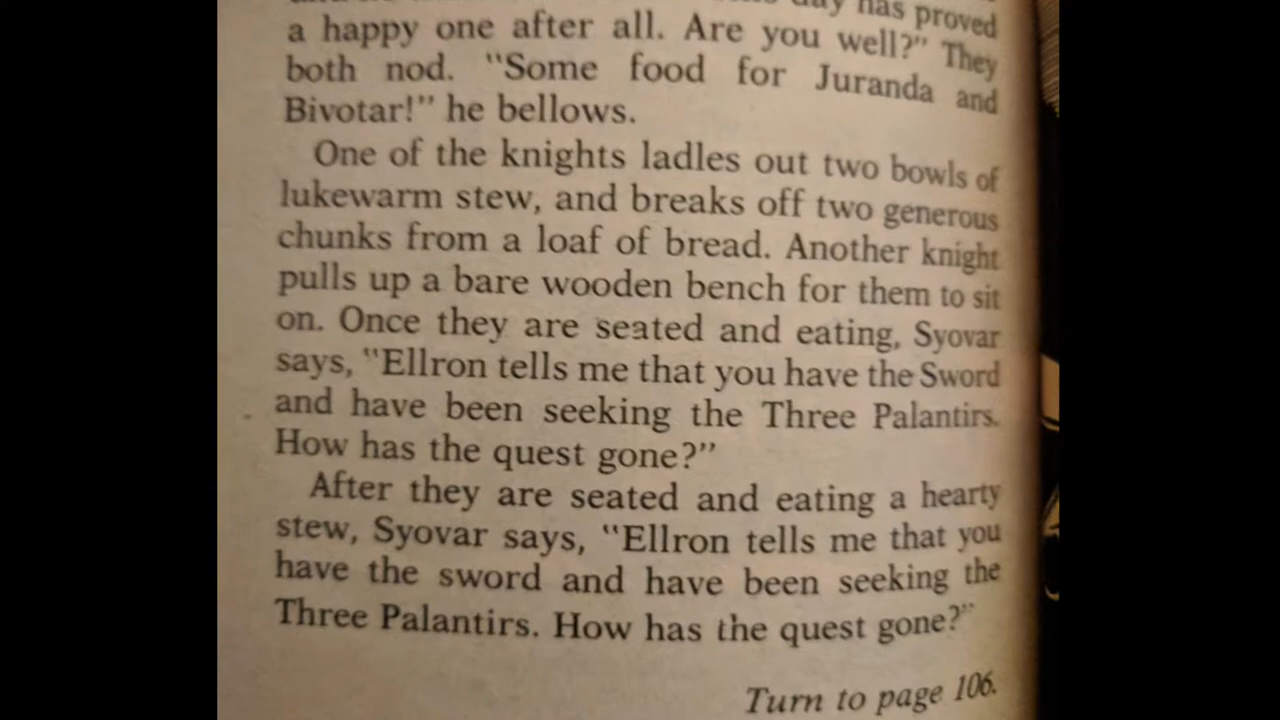 day has proved
a happy one after all. Are you well?" They
both nod. "Some food for Juranda and
Bivotar!" he bellows.
One of the knights ladles out two bowls of
lukewarm stew, and breaks off two generous
chunks from a loaf of bread. Another knight
pulls up a bare wooden bench for them to sit
on. Once they are seated and eating, Syovar
says, "Ellron tells me that you have the Sword
and have been seeking the Three Palantirs.
How has the quest gone?"
After they are seated and eating a hearty
stew, Syovar says, "Ellron tells me that you
have the sword and have been seeking the
Three Palantirs. How has the quest gone?"
Turn to page 106.